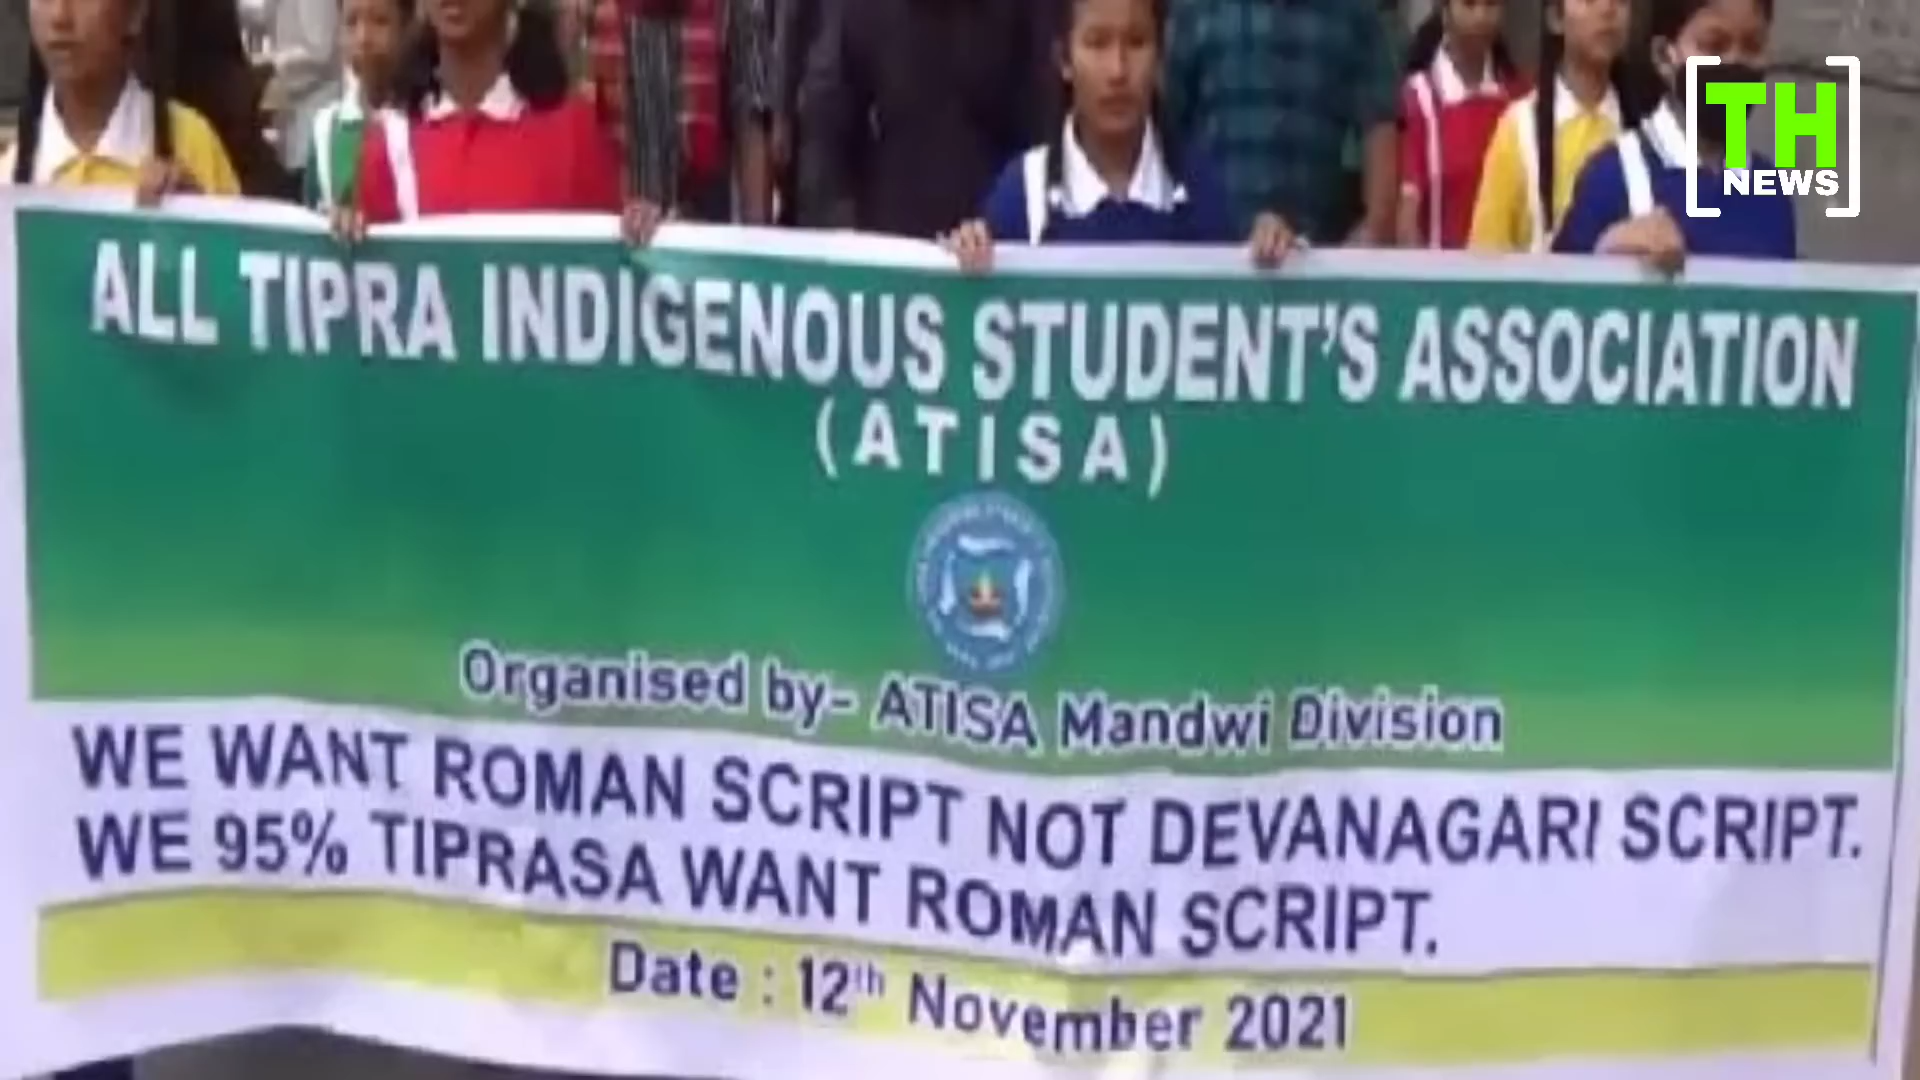 TH
NEWS
ALL TIPRA INDIGENOUS STUDENT'S ASSOCIATION
(ATISA)
Organised by- ATISA Mandwi Division
WE WANT ROMAN SCRIPT NOT DEVANAGARI SCRIPT.
WE 95% TIPRASA WANT ROMAN SCRIPT.
Date : 12th November 2021